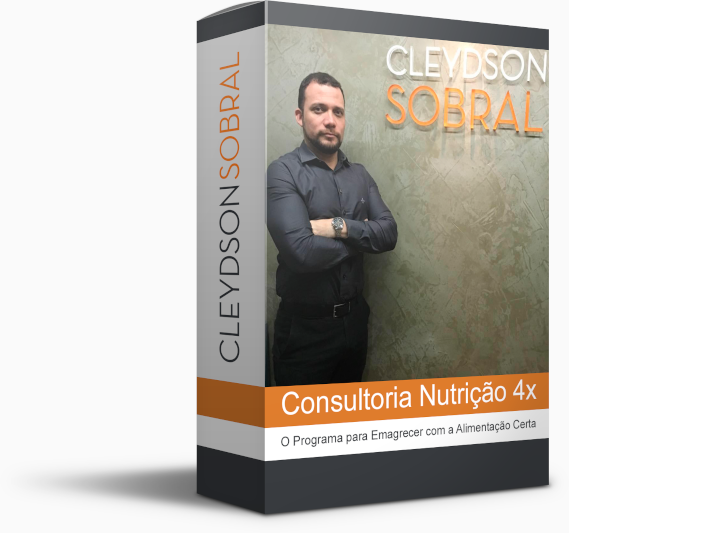 CLEYDSON SOBRAL
CLEYDSON
SOBRAL
Consultoria Nutrição 4x
O Programa para Emagrecer com a Alimentação Certa